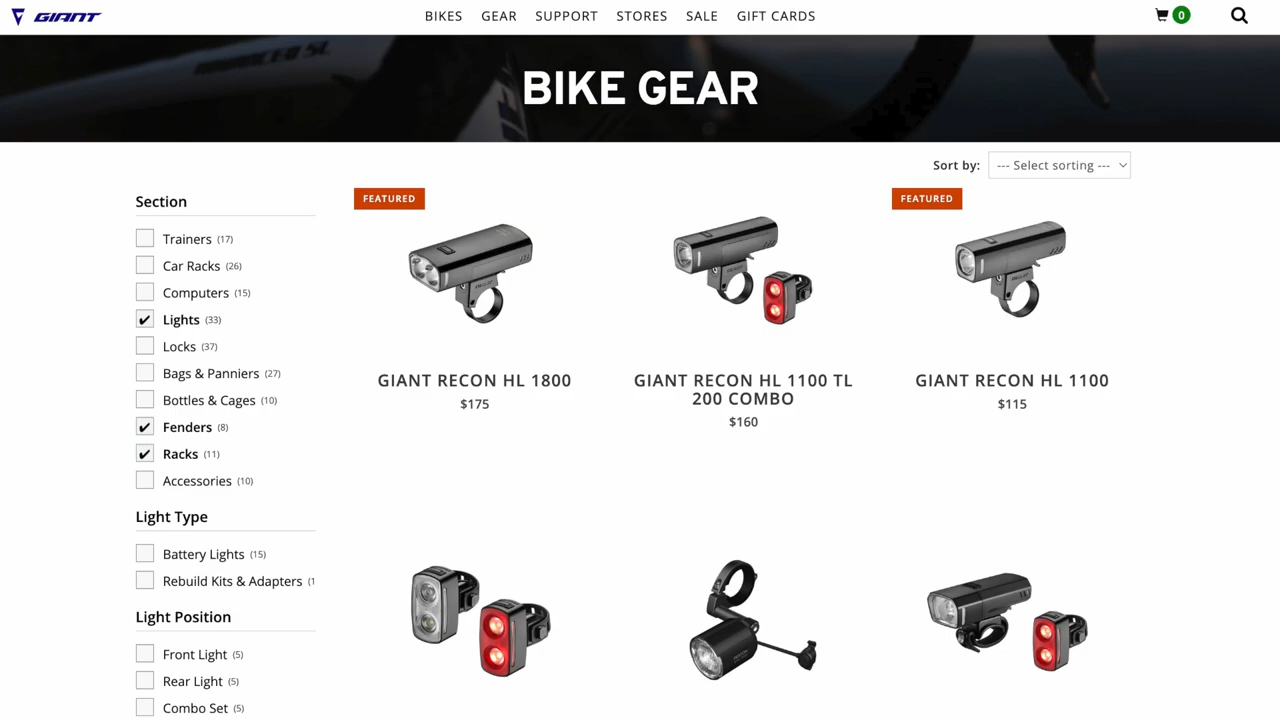 GIANT
BIKES GEAR SUPPORT STORES SALE GIFT CARDS
0
BIKE GEAR
Sort by: --- Select sorting ---
Section
Trainers (17)
Car Racks (26)
Computers (15)
Lights (33)
Locks (37)
Bags & Panniers (27)
Bottles & Cages (10)
Fenders (8)
Racks (11)
Accessories (10)
Light Type
Battery Lights (15)
Rebuild Kits & Adapters (1
Light Position
Front Light (5)
Rear Light (5)
Combo Set (5)
FEATURED
GIANT RECON HL 1800
$175
GIANT RECON HL 1100 TL
200 COMBO
$160
FEATURED
GIANT RECON HL 1100
$115